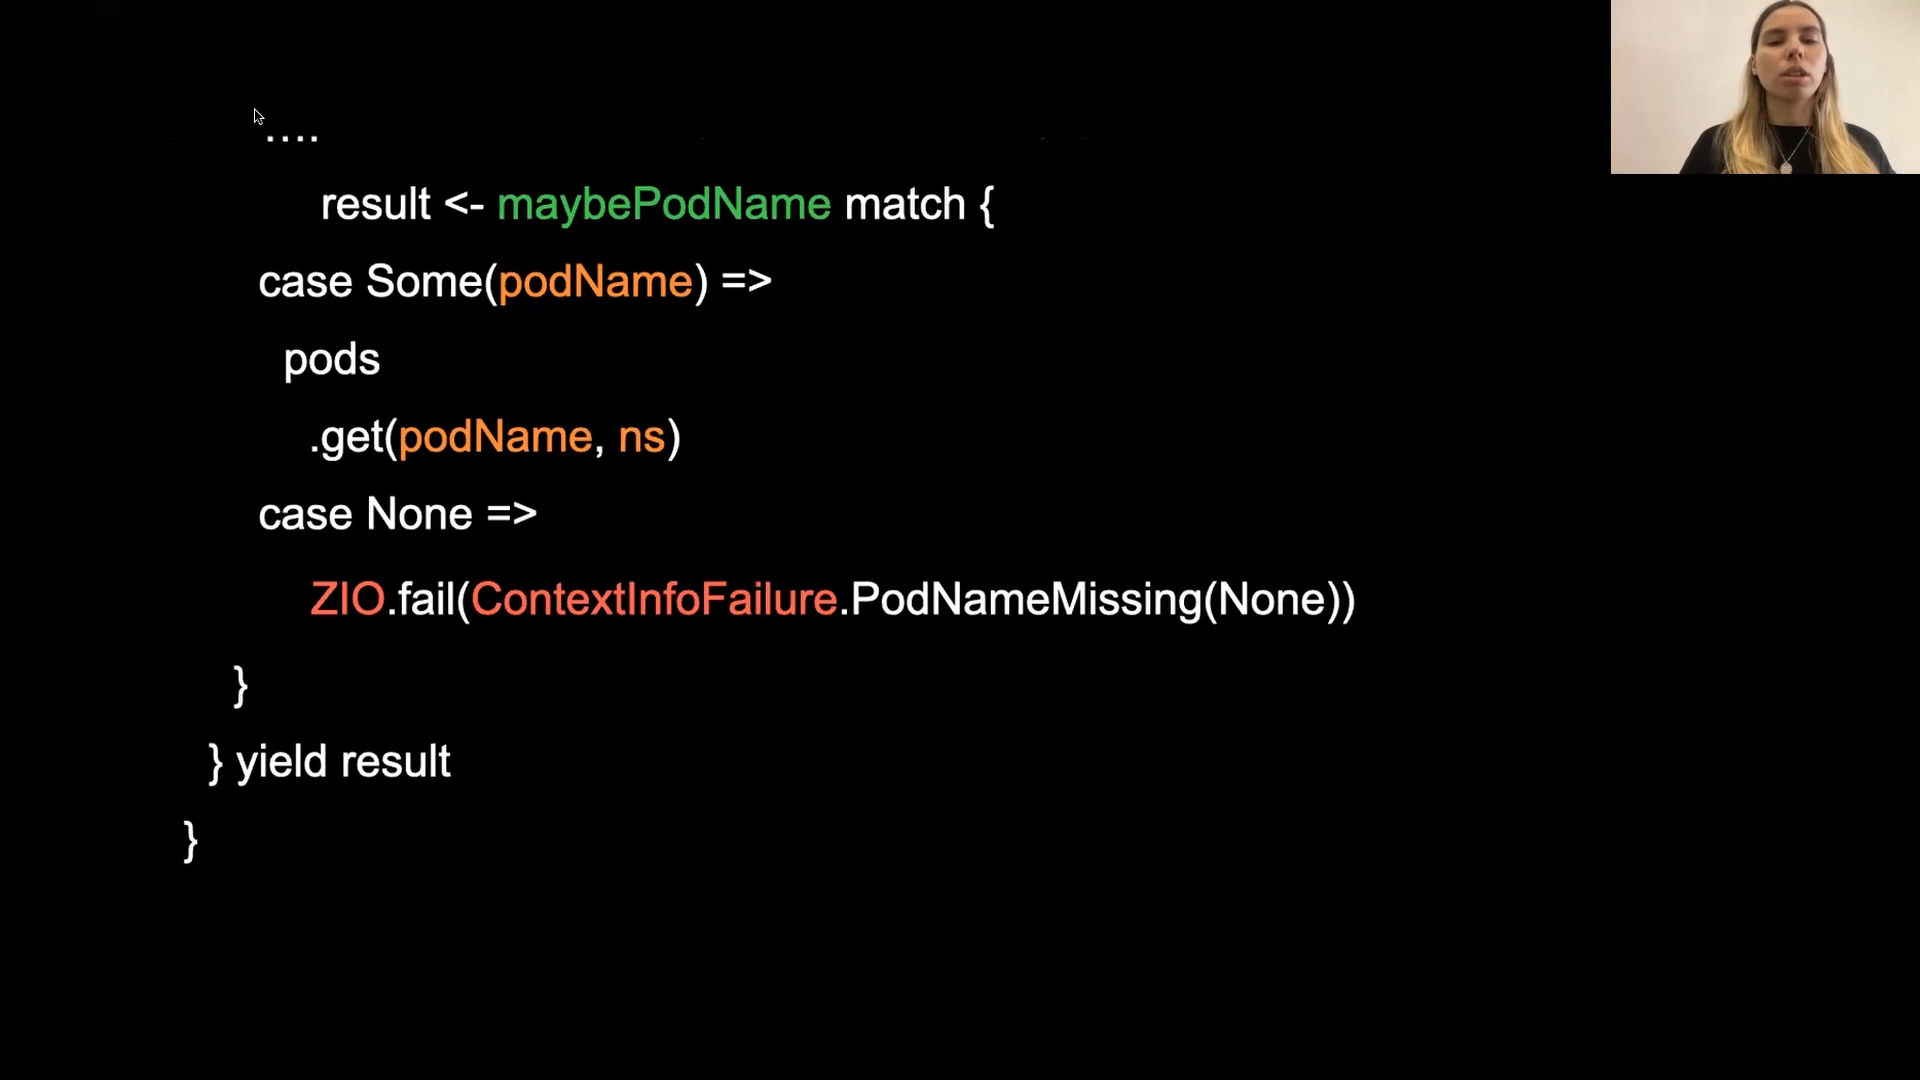 ....
result <- maybePodName match {
case Some(podName) =>
pods
.get(podName, ns)
case None =>
ZIO.fail(ContextInfoFailure.PodNameMissing(None))
}
} yield result
}